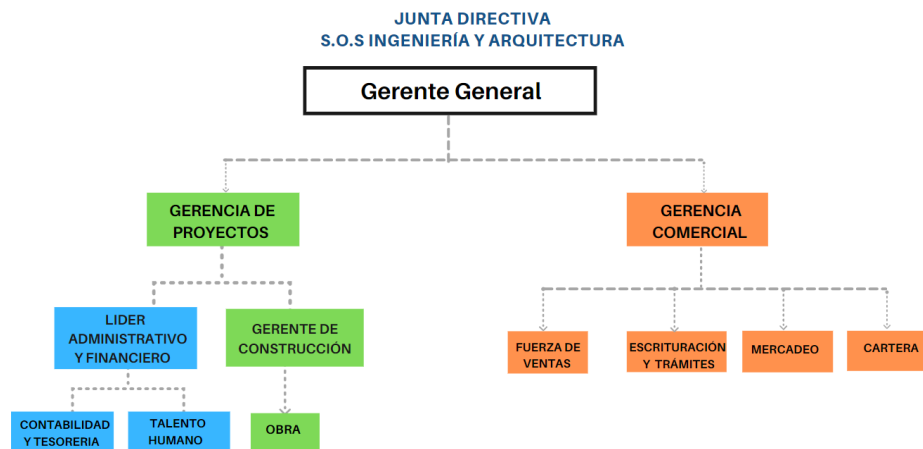 JUNTA DIRECTIVA
S.O.S INGENIERÍA Y ARQUITECTURA
Gerente General
GERENCIA DE
PROYECTOS
GERENCIA
COMERCIAL
LIDER
ADMINISTRATIVO
Y FINANCIERO
GERENTE DE
CONSTRUCCIÓN
FUERZA DE
VENTAS
ESCRITURACIÓN
Y TRÁMITES
MERCADEO
CARTERA
CONTABILIDAD
Y TESORERIA
TALENTO
HUMANO
OBRA